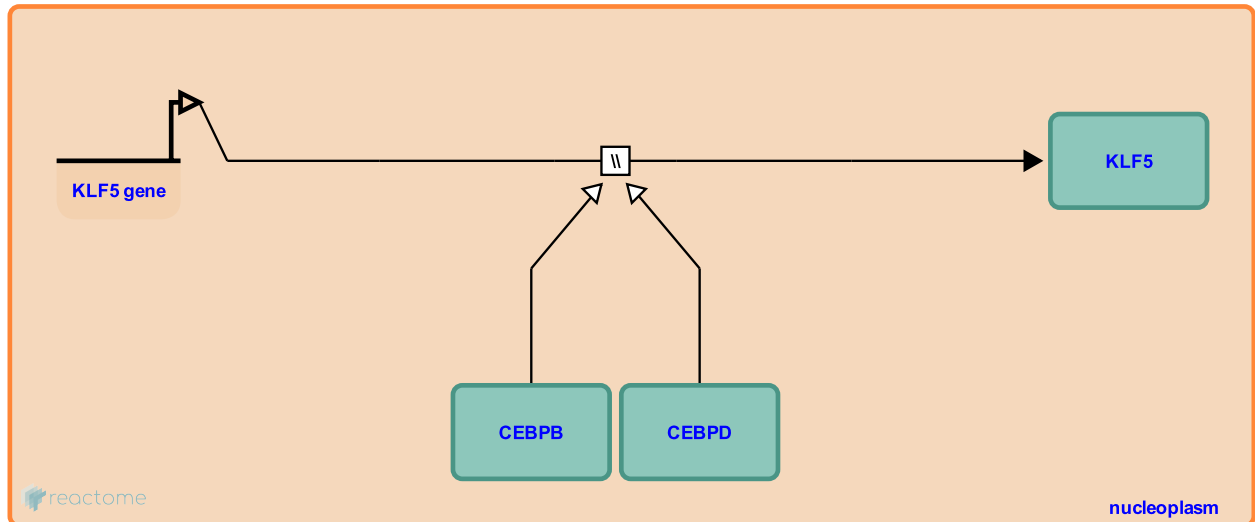 KLF5 gene
\\
KLF5
CEBPB
CEBPD
reactome
nucleoplasm